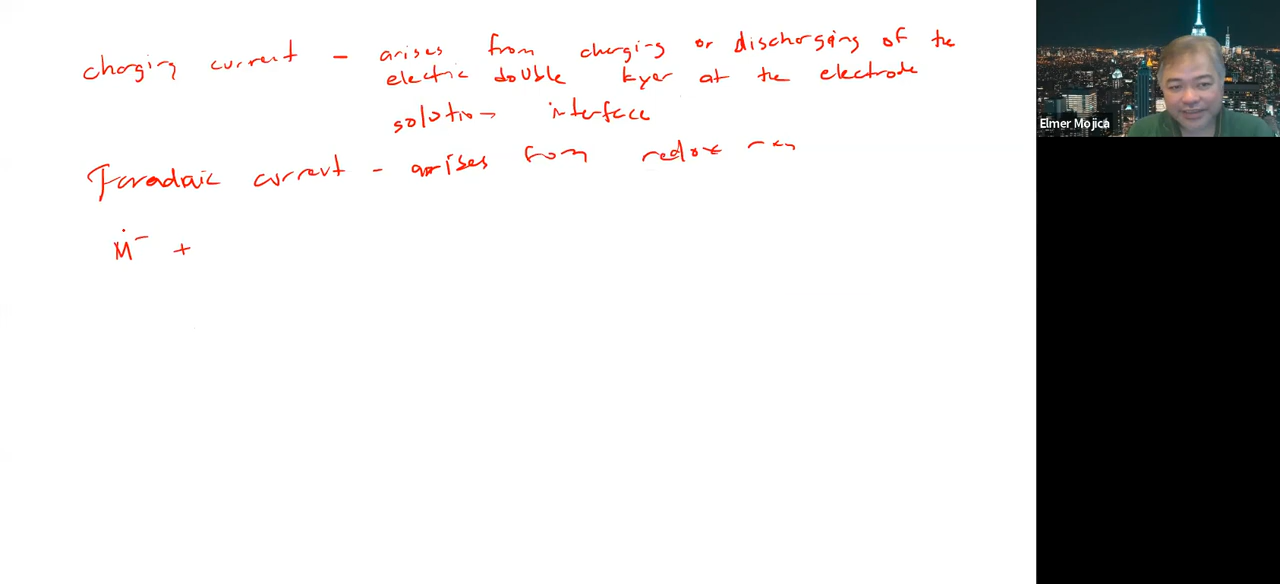 charging current - arises from charging or discharging of the
electric double layer at the electrode
solution interface
Faradaic current - arises from redox rxn
M- +
Elmer Mojica